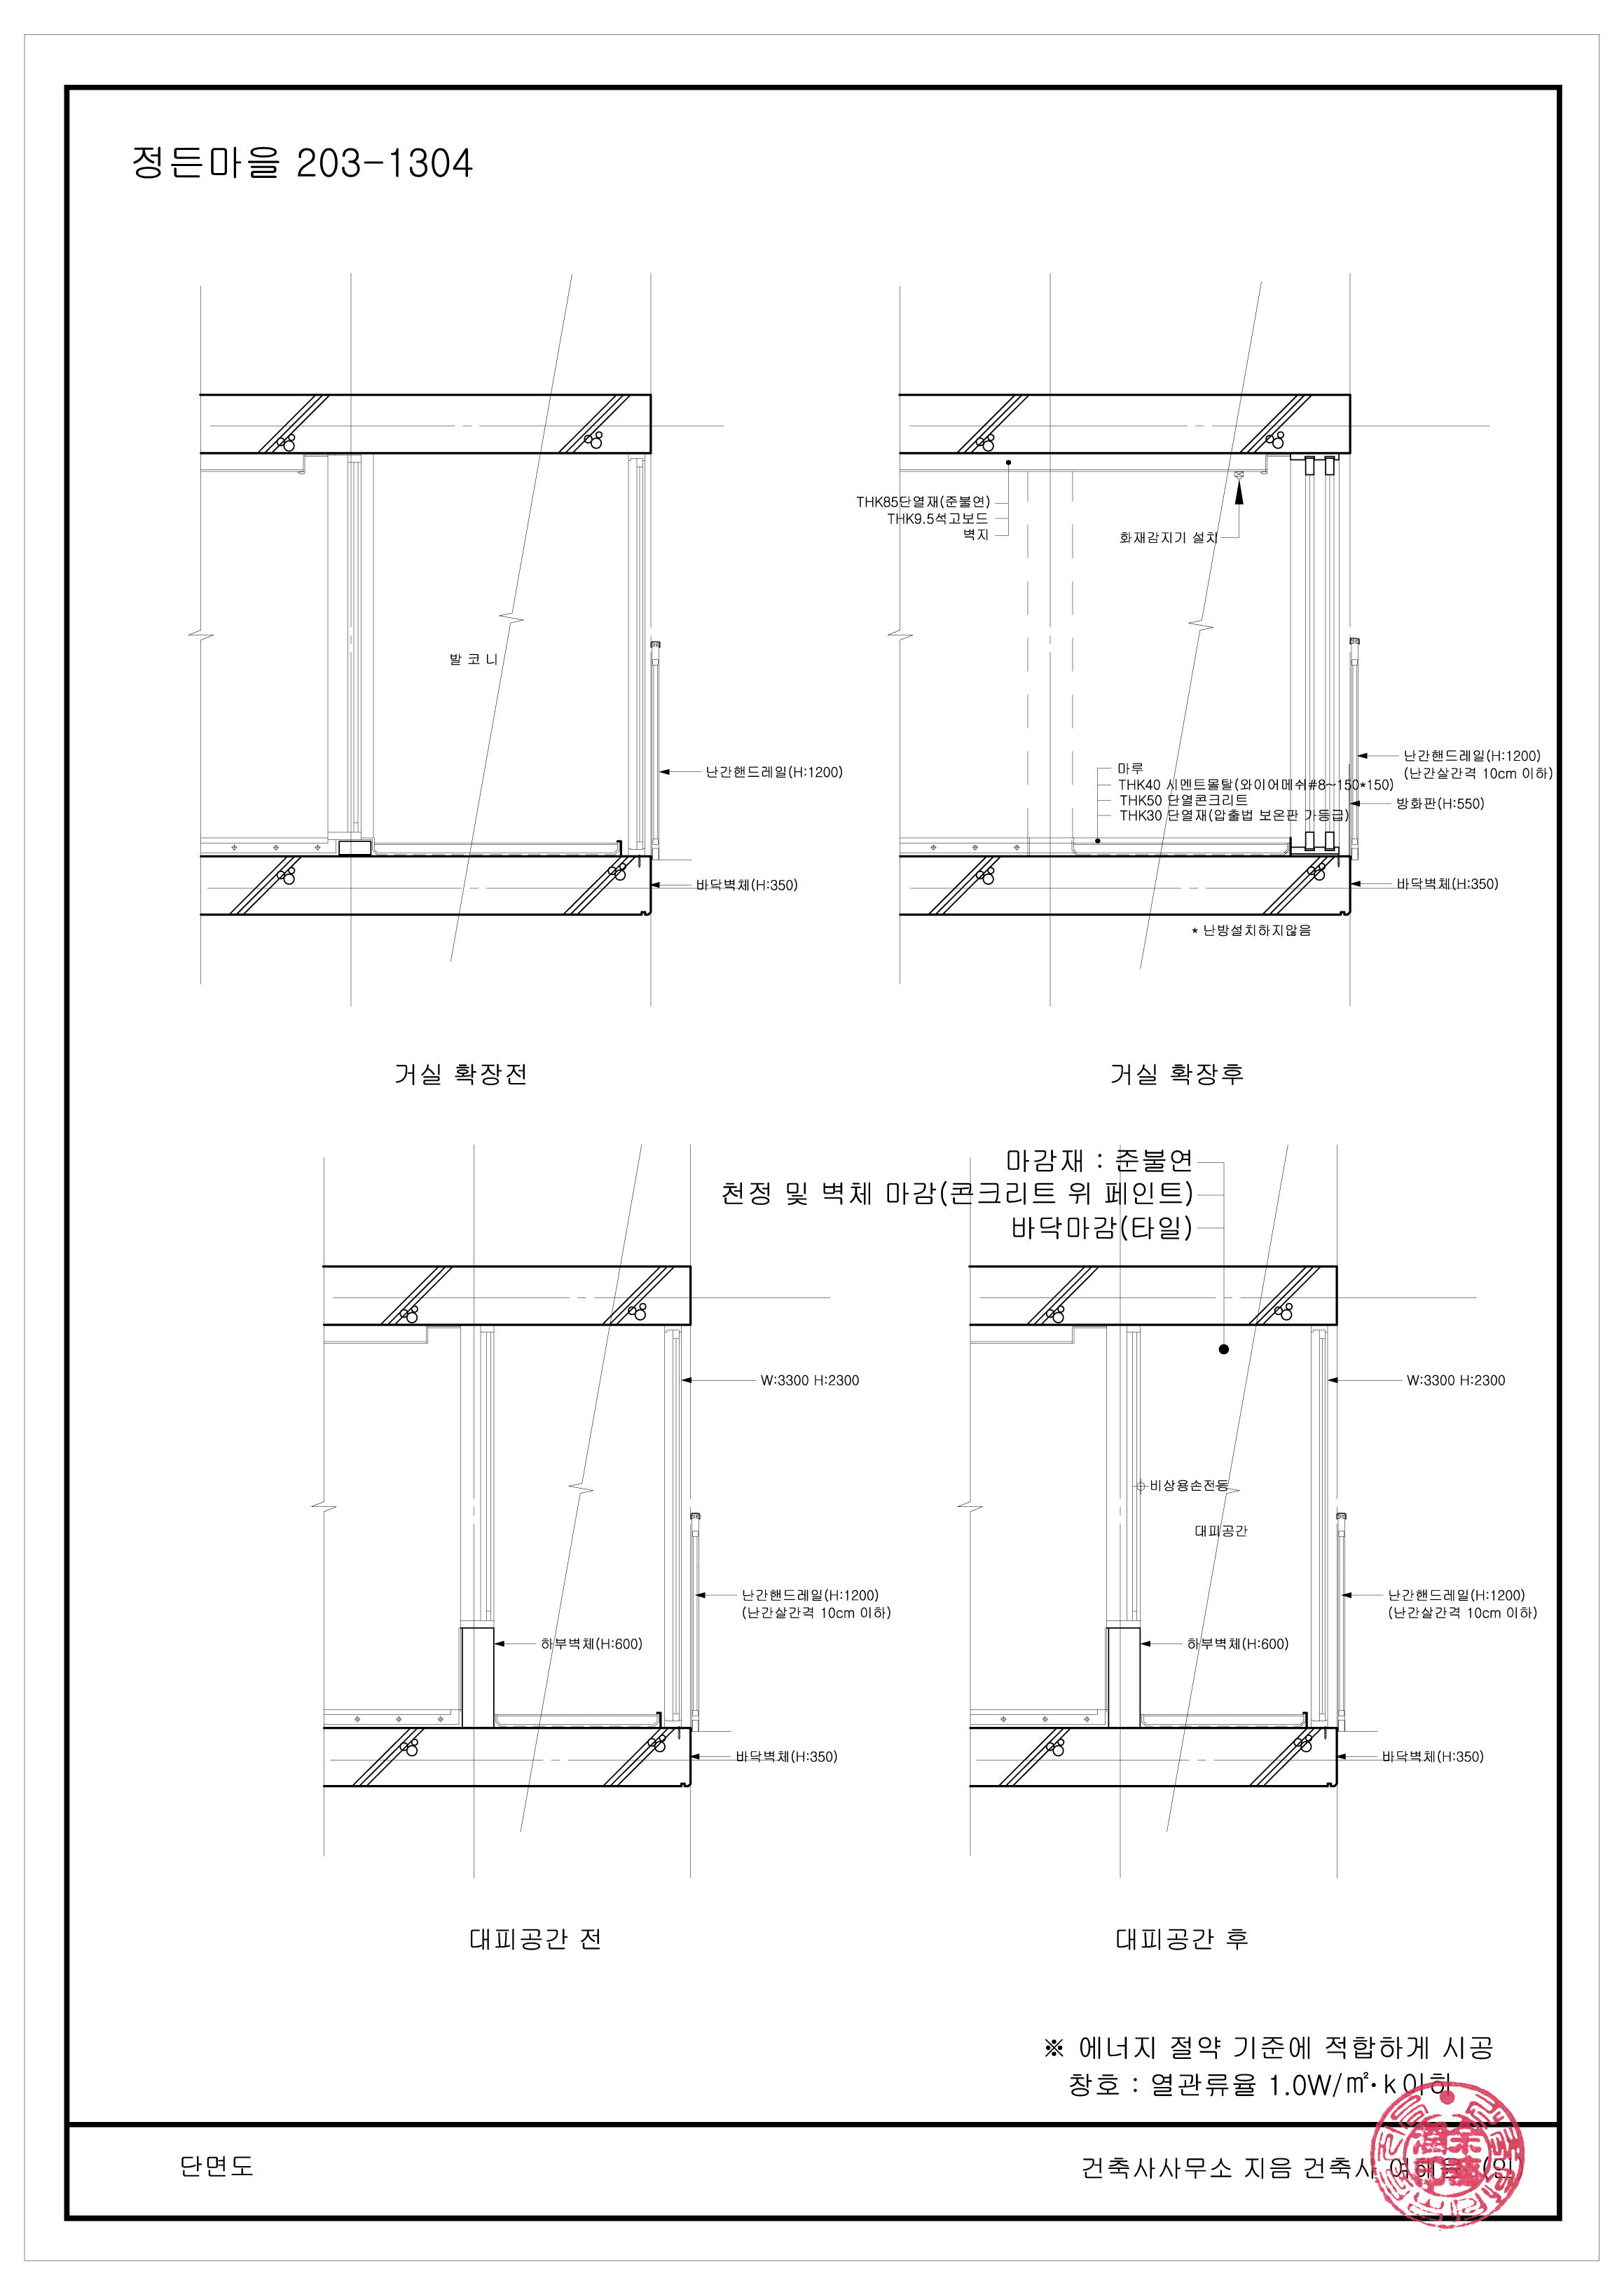 정든마을 203-1304
발 코 니
난간핸드레일(H:1200)
바닥벽체(H:350)
거실 확장전
THK85단열재(준불연)
THK9.5석고보드
벽지
화재감지기 설치
마루
THK40 시멘트몰탈(와이어메쉬#8~150*150)
THK50 단열콘크리트
THK30 단열재(압출법 보온판 가등급)
난간핸드레일(H:1200)
(난간살간격 10cm 이하)
방화판(H:550)
바닥벽체(H:350)
* 난방설치하지않음
거실 확장후
W:3300 H:2300
난간핸드레일(H:1200)
(난간살간격 10cm 이하)
하부벽체(H:600)
바닥벽체(H:350)
대피공간 전
마감재 : 준불연
천정 및 벽체 마감(콘크리트 위 페인트)
바닥마감(타일)
W:3300 H:2300
비상용손전등
대피공간
난간핸드레일(H:1200)
(난간살간격 10cm 이하)
하부벽체(H:600)
바닥벽체(H:350)
대피공간 후
※ 에너지 절약 기준에 적합하게 시공
창호 : 열관류율 1.0W/㎡·k이하
단면도
건축사사무소 지음 건축사 (인)